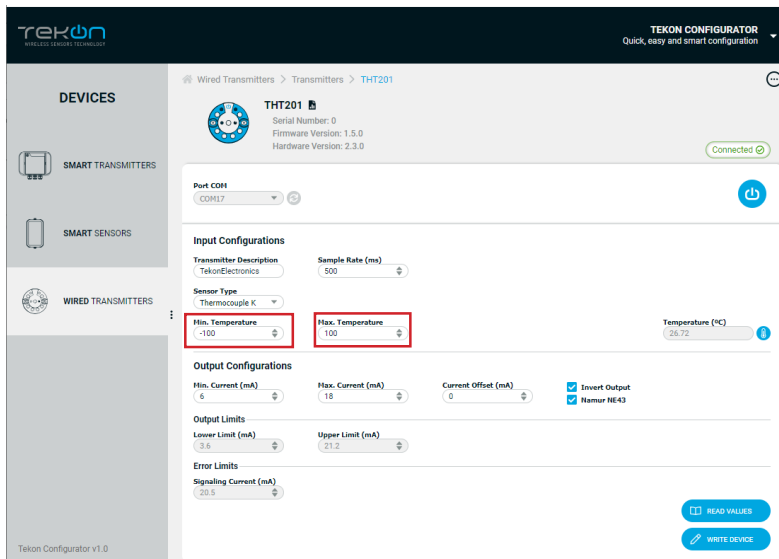 TEKON
WIRELESS SENSORS TECHNOLOGY
TEKON CONFIGURATOR
Quick, easy and smart configuration
DEVICES
SMART TRANSMITTERS
SMART SENSORS
WIRED TRANSMITTERS
Tekon Configurator v1.0
Wired Transmitters > Transmitters > THT201
THT201
Serial Number: 0
Firmware Version: 1.5.0
Hardware Version: 2.3.0
Connected
Port COM
COM17
Input Configurations
Transmitter Description Sample Rate (ms)
TekonElectronics 500
Sensor Type
Thermocouple K
Min. Temperature Max. Temperature Temperature (ºC)
-100 100 26.72
Output Configurations
Min. Current (mA) Max. Current (mA) Current Offset (mA) Invert Output
6 18 0 Namur NE43
Output Limits
Lower Limit (mA) Upper Limit (mA)
3.6 21.2
Error Limits
Signaling Current (mA)
20.5
READ VALUES
WRITE DEVICE